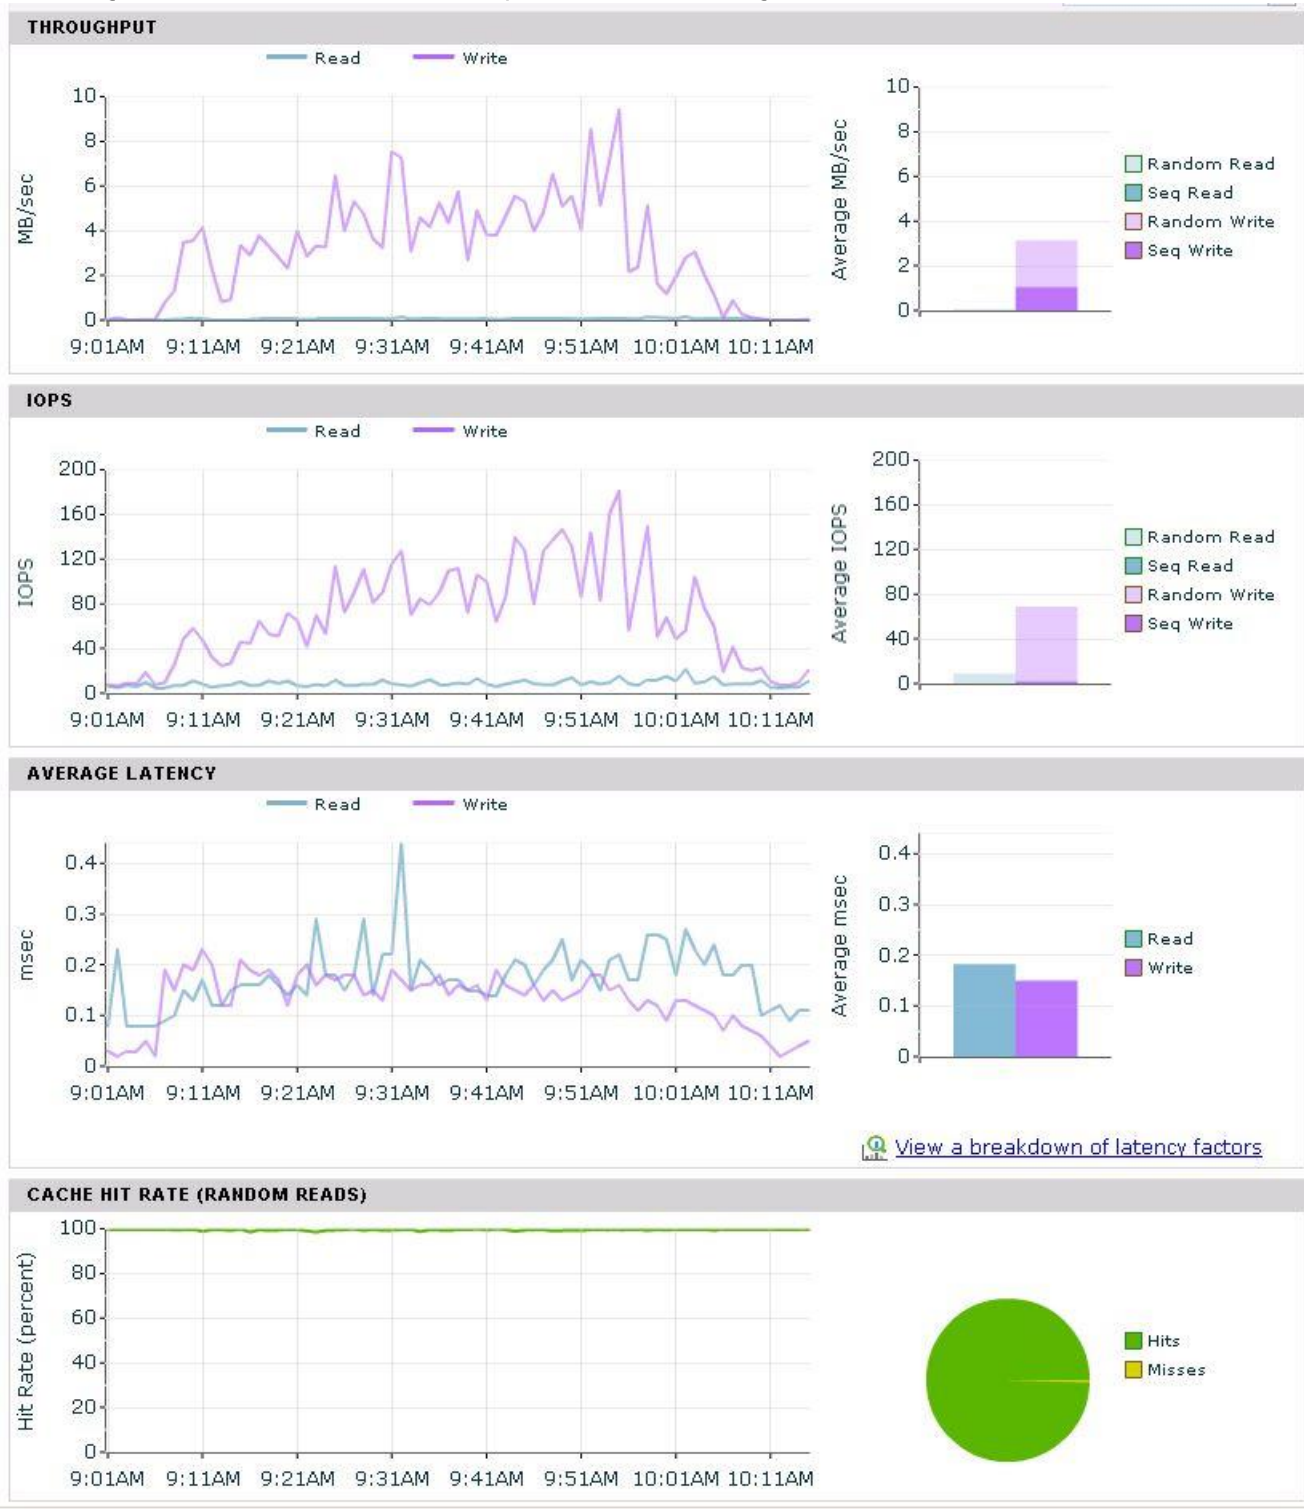 THROUGHPUT
Read Write
MB/sec
10
8
6
4
2
0
9:01AM 9:11AM 9:21AM 9:31AM 9:41AM 9:51AM 10:01AM 10:11AM
Average MB/sec
10
8
6
4
2
0
Random Read
Seq Read
Random Write
Seq Write
IOPS
Read Write
IOPS
200
160
120
80
40
0
9:01AM 9:11AM 9:21AM 9:31AM 9:41AM 9:51AM 10:01AM 10:11AM
Average IOPS
200
160
120
80
40
0
Random Read
Seq Read
Random Write
Seq Write
AVERAGE LATENCY
Read Write
msec
0.4
0.3
0.2
0.1
0
9:01AM 9:11AM 9:21AM 9:31AM 9:41AM 9:51AM 10:01AM 10:11AM
Average msec
0.4
0.3
0.2
0.1
0
Read
Write
View a breakdown of latency factors
CACHE HIT RATE (RANDOM READS)
Hit Rate (percent)
100
80
60
40
20
0
9:01AM 9:11AM 9:21AM 9:31AM 9:41AM 9:51AM 10:01AM 10:11AM
Hits
Misses